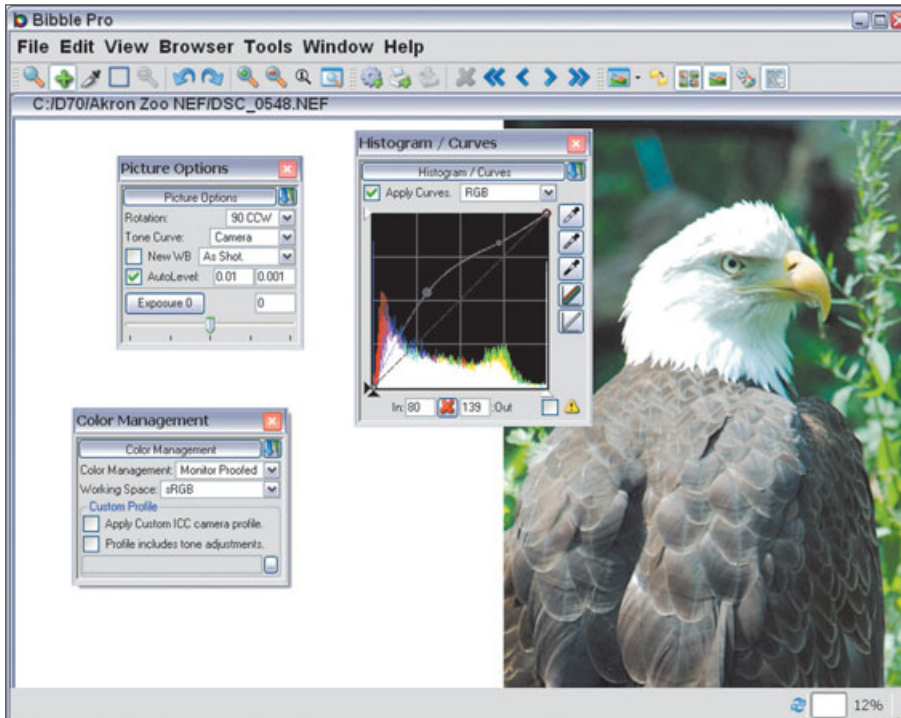 Bibble Pro
File Edit View Browser Tools Window Help
C:/D70/Akron Zoo NEF/DSC_0548.NEF
Picture Options
Picture Options
Rotation: 90 CCW
Tone Curve: Camera
New WB As Shot.
AutoLevel: 0.01 0.001
Exposure 0 0
Histogram / Curves
Histogram / Curves
Apply Curves. RGB
In: 80 139 :Out
Color Management
Color Management
Color Management: Monitor Proofed
Working Space: sRGB
Custom Profile
Apply Custom ICC camera profile.
Profile includes tone adjustments.
...
12%